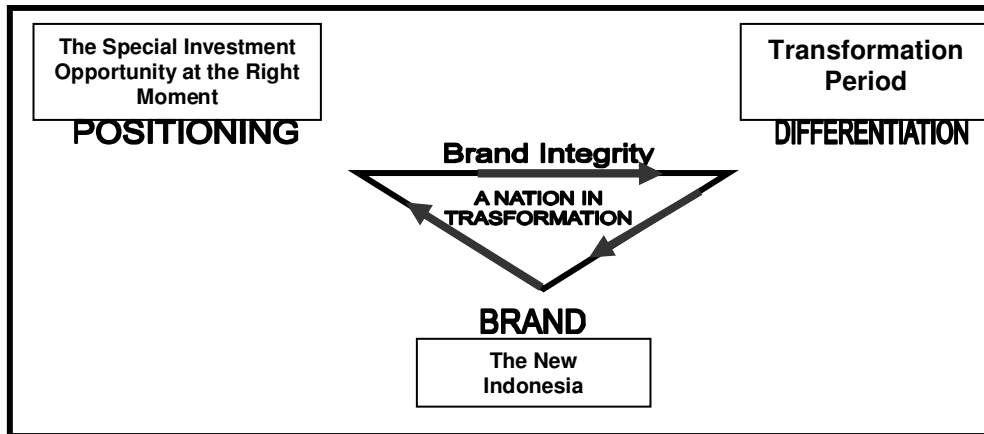 The Special Investment
Opportunity at the Right
Moment
POSITIONING
Transformation
Period
DIFFERENTIATION
Brand Integrity
A NATION IN
TRASFORMATION
BRAND
The New
Indonesia